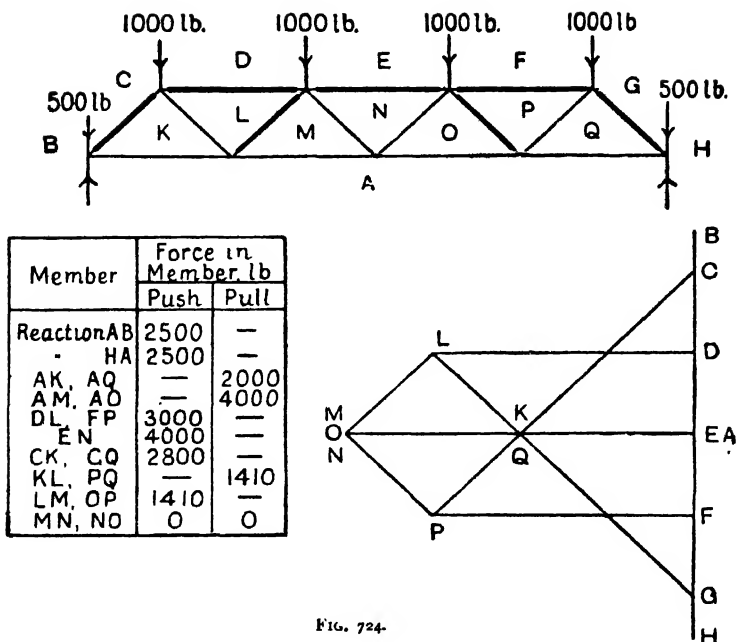 1000 lb. 1000 lb. 1000 lb. 1000 lb.
D E F
C G
500 lb 500 lb.
K L M N O P Q
B H
A
Member Force in Member, lb
Push Pull
Reaction AB 2500 —
" HA 2500 —
AK, AQ — 2000
AM, AO — 4000
DL, FP 3000 —
EN 4000 —
CK, GQ 2800 —
KL, PQ — 1410
LM, OP 1410 —
MN, NO 0 0
B
C
L D
M K
O E A
N Q
F
P
G
H
FIG. 724.